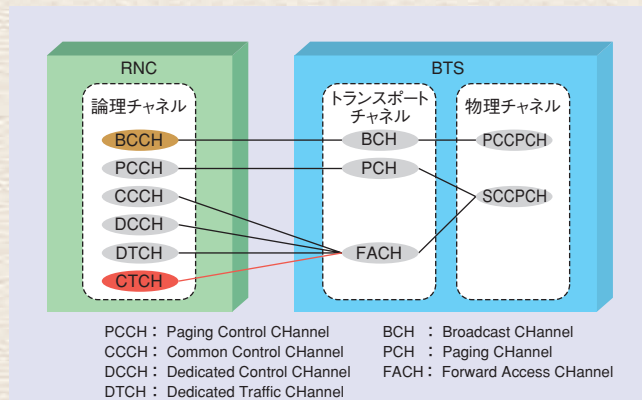 RNC
BTS
論理チャネル
トランスポート
チャネル
物理チャネル
BCCH
BCH
PCCPCH
PCCH
PCH
CCCH
SCCPCH
DCCH
DTCH
FACH
CTCH
PCCH： Paging Control CHannel
CCCH： Common Control CHannel
DCCH： Dedicated Control CHannel
DTCH： Dedicated Traffic CHannel
BCH ： Broadcast CHannel
PCH ： Paging CHannel
FACH： Forward Access CHannel